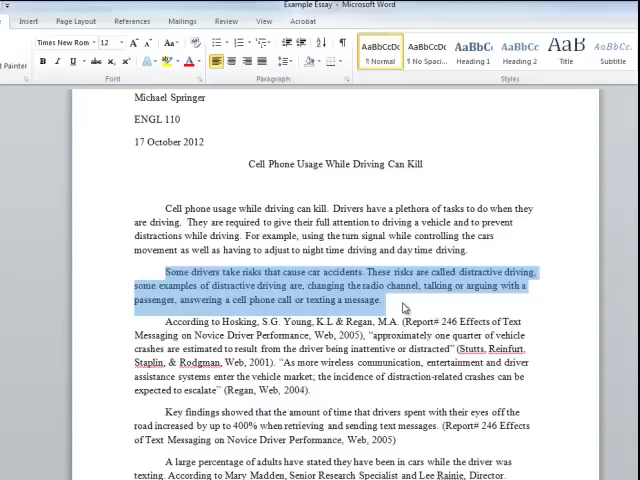 Example Essay - Microsoft Word
Insert Page Layout References Mailings Review View Acrobat
Times New Rom 12 A A Aa
AaBbCcDc AaBbCcDc AaBbC AaBbCc AaB AaBbCc
Painter B I U abc X₂ X² A ab A
¶ Normal ¶ No Spaci... Heading 1 Heading 2 Title Subtitle
Font Paragraph Styles
Michael Springer
ENGL 110
17 October 2012
Cell Phone Usage While Driving Can Kill
Cell phone usage while driving can kill. Drivers have a plethora of tasks to do when they
are driving. They are required to give their full attention to driving a vehicle and to prevent
distractions while driving. For example, using the turn signal while controlling the cars
movement as well as having to adjust to night time driving and day time driving.
Some drivers take risks that cause car accidents. These risks are called distractive driving,
some examples of distractive driving are, changing the radio channel, talking or arguing with a
passenger, answering a cell phone call or texting a message.
According to Hosking, S.G. Young, K.L & Regan, M.A. (Report# 246 Effects of Text
Messaging on Novice Driver Performance, Web, 2005), “approximately one quarter of vehicle
crashes are estimated to result from the driver being inattentive or distracted” (Stutts, Reinfurt,
Staplin, & Rodgman, Web, 2001). “As more wireless communication, entertainment and driver
assistance systems enter the vehicle market; the incidence of distraction-related crashes can be
expected to escalate” (Regan, Web, 2004).
Key findings showed that the amount of time that drivers spent with their eyes off the
road increased by up to 400% when retrieving and sending text messages. (Report# 246 Effects
of Text Messaging on Novice Driver Performance, Web, 2005)
A large percentage of adults have stated they have been in cars while the driver was
texting. According to Mary Madden, Senior Research Specialist and Lee Rainie, Director.